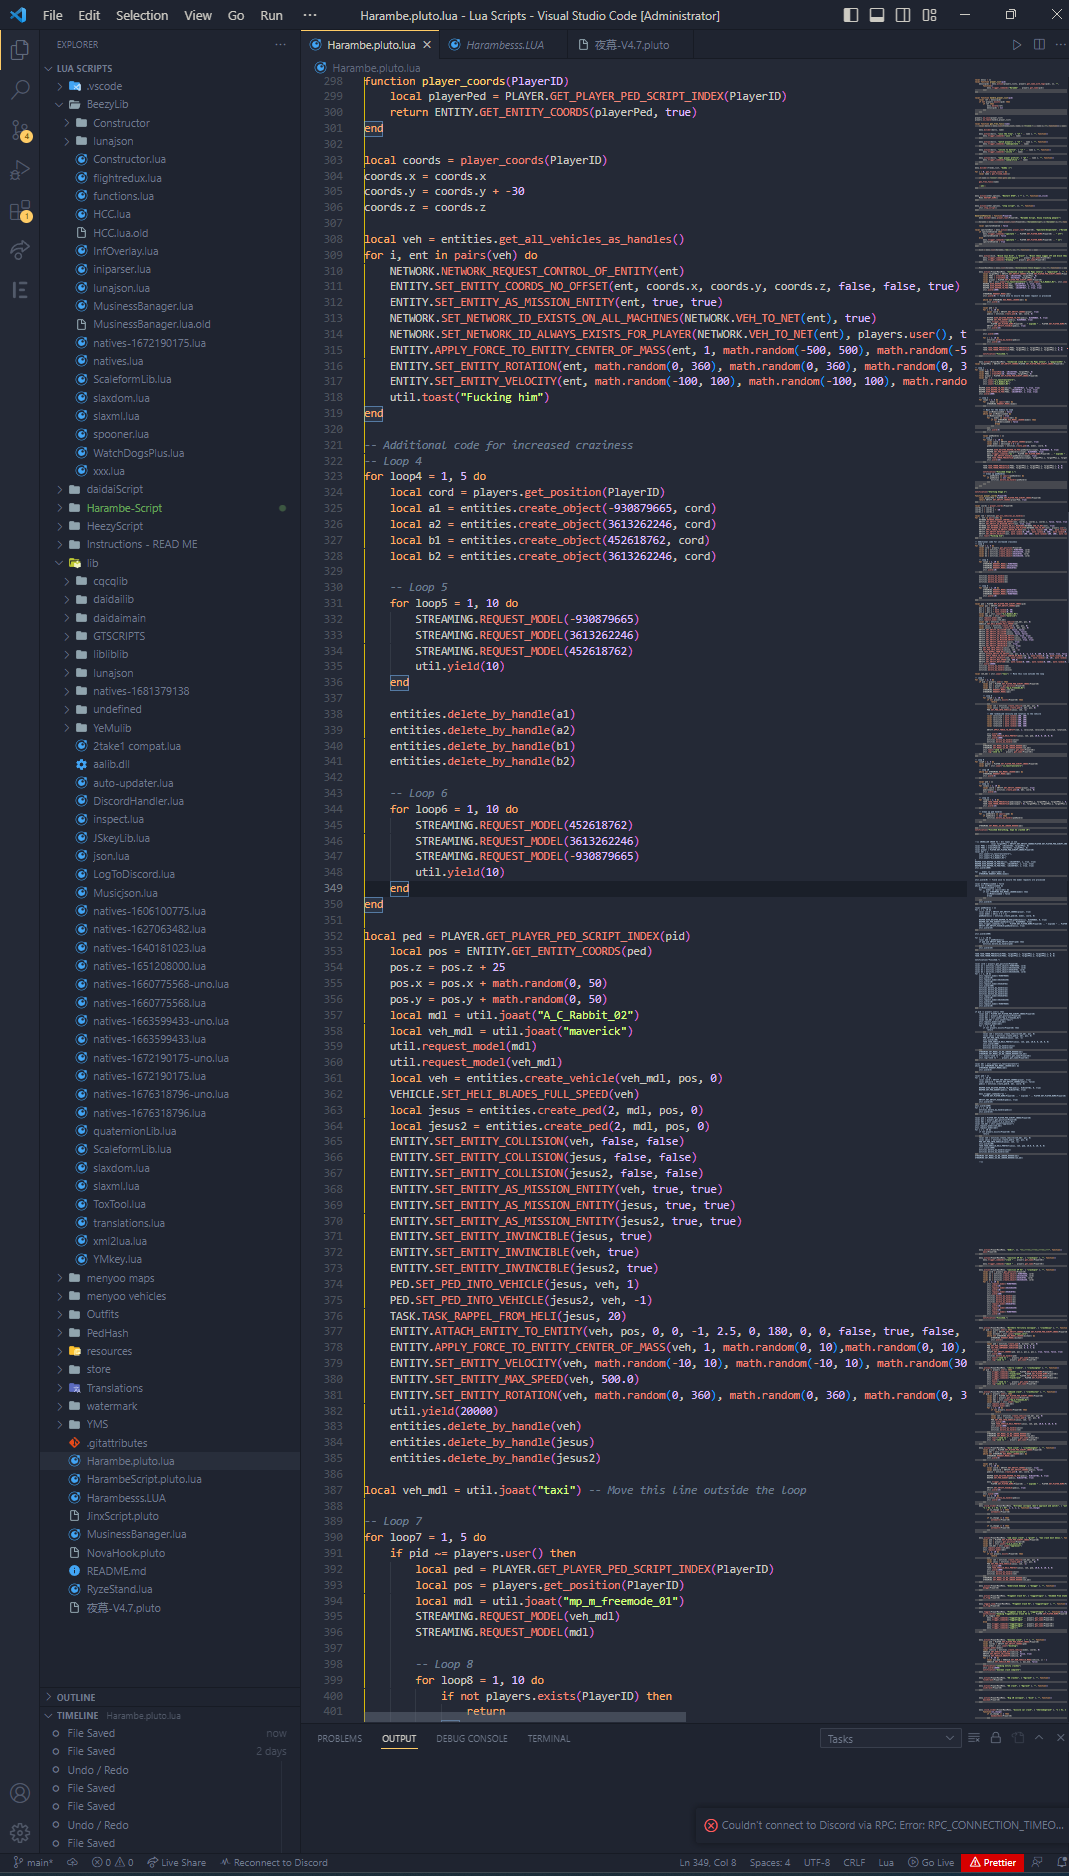 File Edit Selection View Go Run ··· Harambe.pluto.lua - Lua Scripts - Visual Studio Code [Administrator]
EXPLORER ···
LUA SCRIPTS
.vscode
BeezyLib
Constructor
lunajson
Constructor.lua
flightredux.lua
functions.lua
HCC.lua
HCC.lua.old
InfOverlay.lua
iniparser.lua
lunajson.lua
MusinessManager.lua
MusinessManager.lua.old
natives-1672190175.lua
natives.lua
ScaleformLib.lua
slaxdom.lua
slaxml.lua
spooner.lua
WatchDogsPlus.lua
xxx.lua
daidaiScript
Harambe-Script
HeezyScript
Instructions - READ ME
lib
cqcqlib
daidailib
daidaimain
GTSCRIPTS
libliblib
lunajson
natives-1681379138
undefined
YeMulib
2take1 compat.lua
aalib.dll
auto-updater.lua
DiscordHandler.lua
inspect.lua
JSkeyLib.lua
json.lua
LogToDiscord.lua
Musicjson.lua
natives-1606100775.lua
natives-1627063482.lua
natives-1640181023.lua
natives-1651208000.lua
natives-1660775568-uno.lua
natives-1660775568.lua
natives-1663599433-uno.lua
natives-1663599433.lua
natives-1672190175-uno.lua
natives-1672190175.lua
natives-1676318796-uno.lua
natives-1676318796.lua
quaternionLib.lua
ScaleformLib.lua
slaxdom.lua
slaxml.lua
ToxTool.lua
translations.lua
xml2lua.lua
YMkey.lua
menyoo maps
menyoo vehicles
Outfits
PedHash
resources
store
Translations
watermark
YMS
.gitattributes
Harambe.pluto.lua
HarambeScript.pluto.lua
Harambesss.LUA
JinxScript.pluto
MusinessBanager.lua
NovaHook.pluto
README.md
RyzeStand.lua
夜幕-V4.7.pluto
OUTLINE
TIMELINE Harambe.pluto.lua
File Saved now
File Saved 2 days
Undo / Redo
File Saved
File Saved
Undo / Redo
File Saved
Harambe.pluto.lua Harambesss.LUA 夜幕-V4.7.pluto
Harambe.pluto.lua
298 function player_coords(PlayerID)
299 local playerPed = PLAYER.GET_PLAYER_PED_SCRIPT_INDEX(PlayerID)
300 return ENTITY.GET_ENTITY_COORDS(playerPed, true)
301 end
302
303 local coords = player_coords(PlayerID)
304 coords.x = coords.x
305 coords.y = coords.y + -30
306 coords.z = coords.z
307
308 local veh = entities.get_all_vehicles_as_handles()
309 for i, ent in pairs(veh) do
310 NETWORK.NETWORK_REQUEST_CONTROL_OF_ENTITY(ent)
311 ENTITY.SET_ENTITY_COORDS_NO_OFFSET(ent, coords.x, coords.y, coords.z, false, false, true)
312 ENTITY.SET_ENTITY_AS_MISSION_ENTITY(ent, true, true)
313 NETWORK.SET_NETWORK_ID_EXISTS_ON_ALL_MACHINES(NETWORK.VEH_TO_NET(ent), true)
314 NETWORK.SET_NETWORK_ID_ALWAYS_EXISTS_FOR_PLAYER(NETWORK.VEH_TO_NET(ent), players.user(), t
315 ENTITY.APPLY_FORCE_TO_ENTITY_CENTER_OF_MASS(ent, 1, math.random(-500, 500), math.random(-5
316 ENTITY.SET_ENTITY_ROTATION(ent, math.random(0, 360), math.random(0, 360), math.random(0, 3
317 ENTITY.SET_ENTITY_VELOCITY(ent, math.random(-100, 100), math.random(-100, 100), math.rando
318 util.toast("Fucking him")
319 end
320
321 -- Additional code for increased craziness
322 -- Loop 4
323 for loop4 = 1, 5 do
324 local cord = players.get_position(PlayerID)
325 local a1 = entities.create_object(-930879665, cord)
326 local a2 = entities.create_object(3613262246, cord)
327 local b1 = entities.create_object(452618762, cord)
328 local b2 = entities.create_object(3613262246, cord)
329
330 -- Loop 5
331 for loop5 = 1, 10 do
332 STREAMING.REQUEST_MODEL(-930879665)
333 STREAMING.REQUEST_MODEL(3613262246)
334 STREAMING.REQUEST_MODEL(452618762)
335 util.yield(10)
336 end
337
338 entities.delete_by_handle(a1)
339 entities.delete_by_handle(a2)
340 entities.delete_by_handle(b1)
341 entities.delete_by_handle(b2)
342
343 -- Loop 6
344 for loop6 = 1, 10 do
345 STREAMING.REQUEST_MODEL(452618762)
346 STREAMING.REQUEST_MODEL(3613262246)
347 STREAMING.REQUEST_MODEL(-930879665)
348 util.yield(10)
349 end
350 end
351
352 local ped = PLAYER.GET_PLAYER_PED_SCRIPT_INDEX(pid)
353 local pos = ENTITY.GET_ENTITY_COORDS(ped)
354 pos.z = pos.z + 25
355 pos.x = pos.x + math.random(0, 50)
356 pos.y = pos.y + math.random(0, 50)
357 local mdl = util.joaat("A_C_Rabbit_02")
358 local veh_mdl = util.joaat("maverick")
359 util.request_model(mdl)
360 util.request_model(veh_mdl)
361 local veh = entities.create_vehicle(veh_mdl, pos, 0)
362 VEHICLE.SET_HELI_BLADES_FULL_SPEED(veh)
363 local jesus = entities.create_ped(2, mdl, pos, 0)
364 local jesus2 = entities.create_ped(2, mdl, pos, 0)
365 ENTITY.SET_ENTITY_COLLISION(veh, false, false)
366 ENTITY.SET_ENTITY_COLLISION(jesus, false, false)
367 ENTITY.SET_ENTITY_COLLISION(jesus2, false, false)
368 ENTITY.SET_ENTITY_AS_MISSION_ENTITY(veh, true, true)
369 ENTITY.SET_ENTITY_AS_MISSION_ENTITY(jesus, true, true)
370 ENTITY.SET_ENTITY_AS_MISSION_ENTITY(jesus2, true, true)
371 ENTITY.SET_ENTITY_INVINCIBLE(jesus, true)
372 ENTITY.SET_ENTITY_INVINCIBLE(veh, true)
373 ENTITY.SET_ENTITY_INVINCIBLE(jesus2, true)
374 PED.SET_PED_INTO_VEHICLE(jesus, veh, 1)
375 PED.SET_PED_INTO_VEHICLE(jesus2, veh, -1)
376 TASK.TASK_RAPPEL_FROM_HELI(jesus, 20)
377 ENTITY.ATTACH_ENTITY_TO_ENTITY(veh, pos, 0, 0, -1, 2.5, 0, 180, 0, 0, false, true, false,
378 ENTITY.APPLY_FORCE_TO_ENTITY_CENTER_OF_MASS(veh, 1, math.random(0, 10),math.random(0, 10),
379 ENTITY.SET_ENTITY_VELOCITY(veh, math.random(-10, 10), math.random(-10, 10), math.random(30
380 ENTITY.SET_ENTITY_MAX_SPEED(veh, 500.0)
381 ENTITY.SET_ENTITY_ROTATION(veh, math.random(0, 360), math.random(0, 360), math.random(0, 3
382 util.yield(20000)
383 entities.delete_by_handle(veh)
384 entities.delete_by_handle(jesus)
385 entities.delete_by_handle(jesus2)
386
387 local veh_mdl = util.joaat("taxi") -- Move this line outside the loop
388
389 -- Loop 7
390 for loop7 = 1, 5 do
391 if pid ~= players.user() then
392 local ped = PLAYER.GET_PLAYER_PED_SCRIPT_INDEX(PlayerID)
393 local pos = players.get_position(PlayerID)
394 local mdl = util.joaat("mp_m_freemode_01")
395 STREAMING.REQUEST_MODEL(veh_mdl)
396 STREAMING.REQUEST_MODEL(mdl)
397
398 -- Loop 8
399 for loop8 = 1, 10 do
400 if not players.exists(PlayerID) then
401 return
PROBLEMS OUTPUT DEBUG CONSOLE TERMINAL Tasks
Couldn't connect to Discord via RPC: Error: RPC_CONNECTION_TIMEO...
main* 0 0 Live Share Reconnect to Discord Ln 349, Col 8 Spaces: 4 UTF-8 CRLF Lua Go Live Prettier